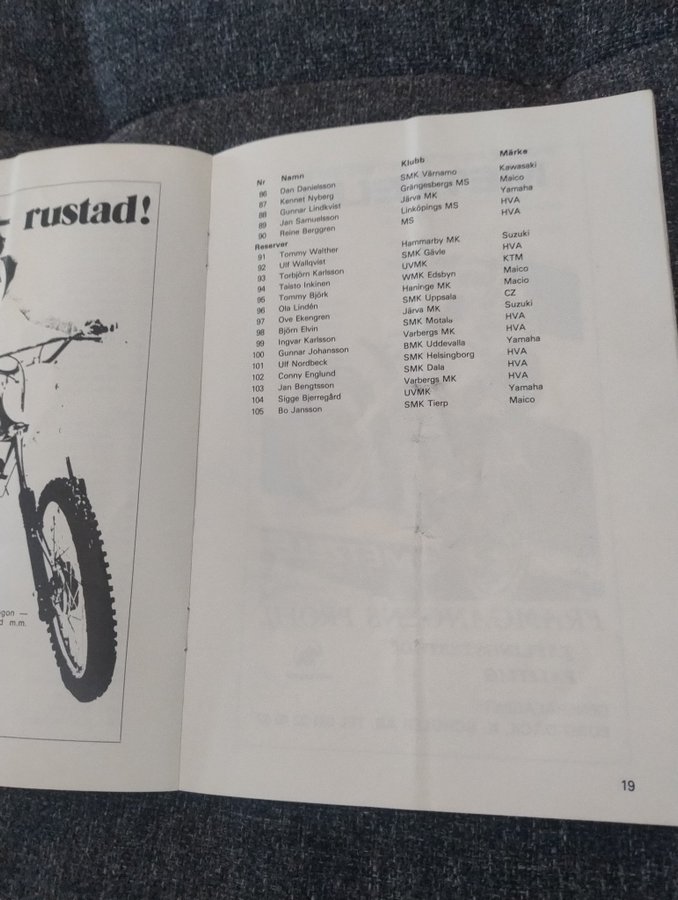 rustad!
gon —
d m.m.
Nr Namn Klubb Märke
86 Dan Danielsson SMK Värnamo Kawasaki
87 Kennet Nyberg Grängesbergs MS Maico
88 Gunnar Lindkvist Järva MK Yamaha
89 Jan Samuelsson Linköpings MS HVA
90 Reine Berggren MS HVA
Reserver
91 Tommy Walther Hammarby MK Suzuki
92 Ulf Wallqvist SMK Gävle HVA
93 Torbjörn Karlsson UVMK KTM
94 Taisto Inkinen WMK Edsbyn Maico
95 Tommy Björk Haninge MK Macio
96 Ola Lindén SMK Uppsala CZ
97 Ove Ekengren Järva MK Suzuki
98 Björn Elvin SMK Motala HVA
99 Ingvar Karlsson Varbergs MK HVA
100 Gunnar Johansson BMK Uddevalla Yamaha
101 Ulf Nordbeck SMK Helsingborg HVA
102 Conny Englund SMK Dala HVA
103 Jan Bengtsson Varbergs MK HVA
104 Sigge Bjerregård UVMK Yamaha
105 Bo Jansson SMK Tierp Maico
19